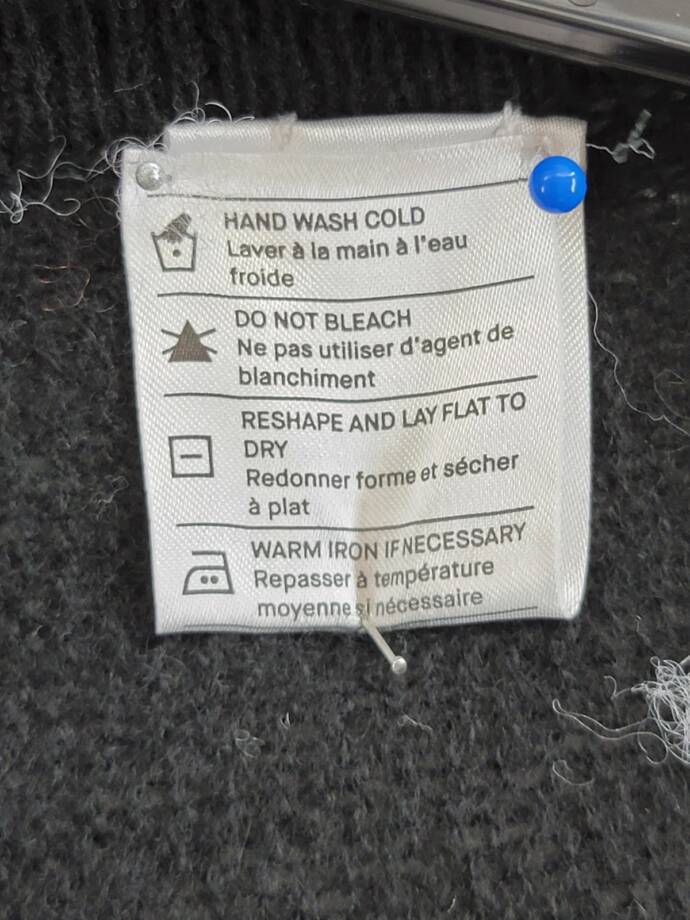 HAND WASH COLD
Laver à la main à l'eau
froide
DO NOT BLEACH
Ne pas utiliser d'agent de
blanchiment
RESHAPE AND LAY FLAT TO
DRY
Redonner forme et sécher
à plat
WARM IRON IF NECESSARY
Repasser à température
moyenne si nécessaire